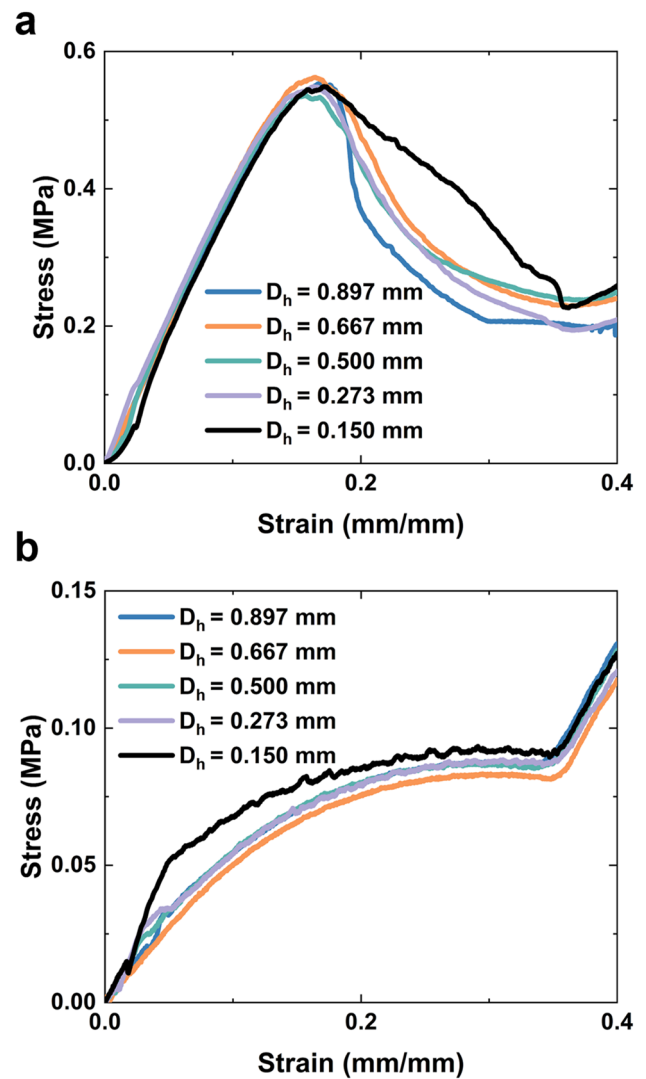 a
0.6
0.4
0.2
0.0
Stress (MPa)
D_h = 0.897 mm
D_h = 0.667 mm
D_h = 0.500 mm
D_h = 0.273 mm
D_h = 0.150 mm
0.0 0.2 0.4
Strain (mm/mm)
b
0.15
0.10
0.05
0.00
Stress (MPa)
D_h = 0.897 mm
D_h = 0.667 mm
D_h = 0.500 mm
D_h = 0.273 mm
D_h = 0.150 mm
0.0 0.2 0.4
Strain (mm/mm)